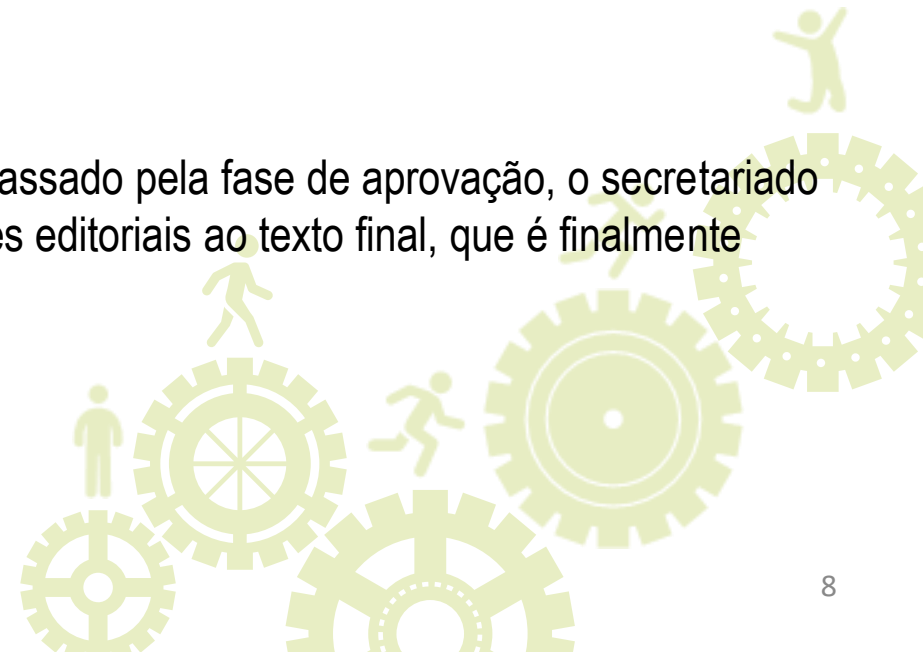 assado pela fase de aprovação, o secretariado
es editoriais ao texto final, que é finalmente
8